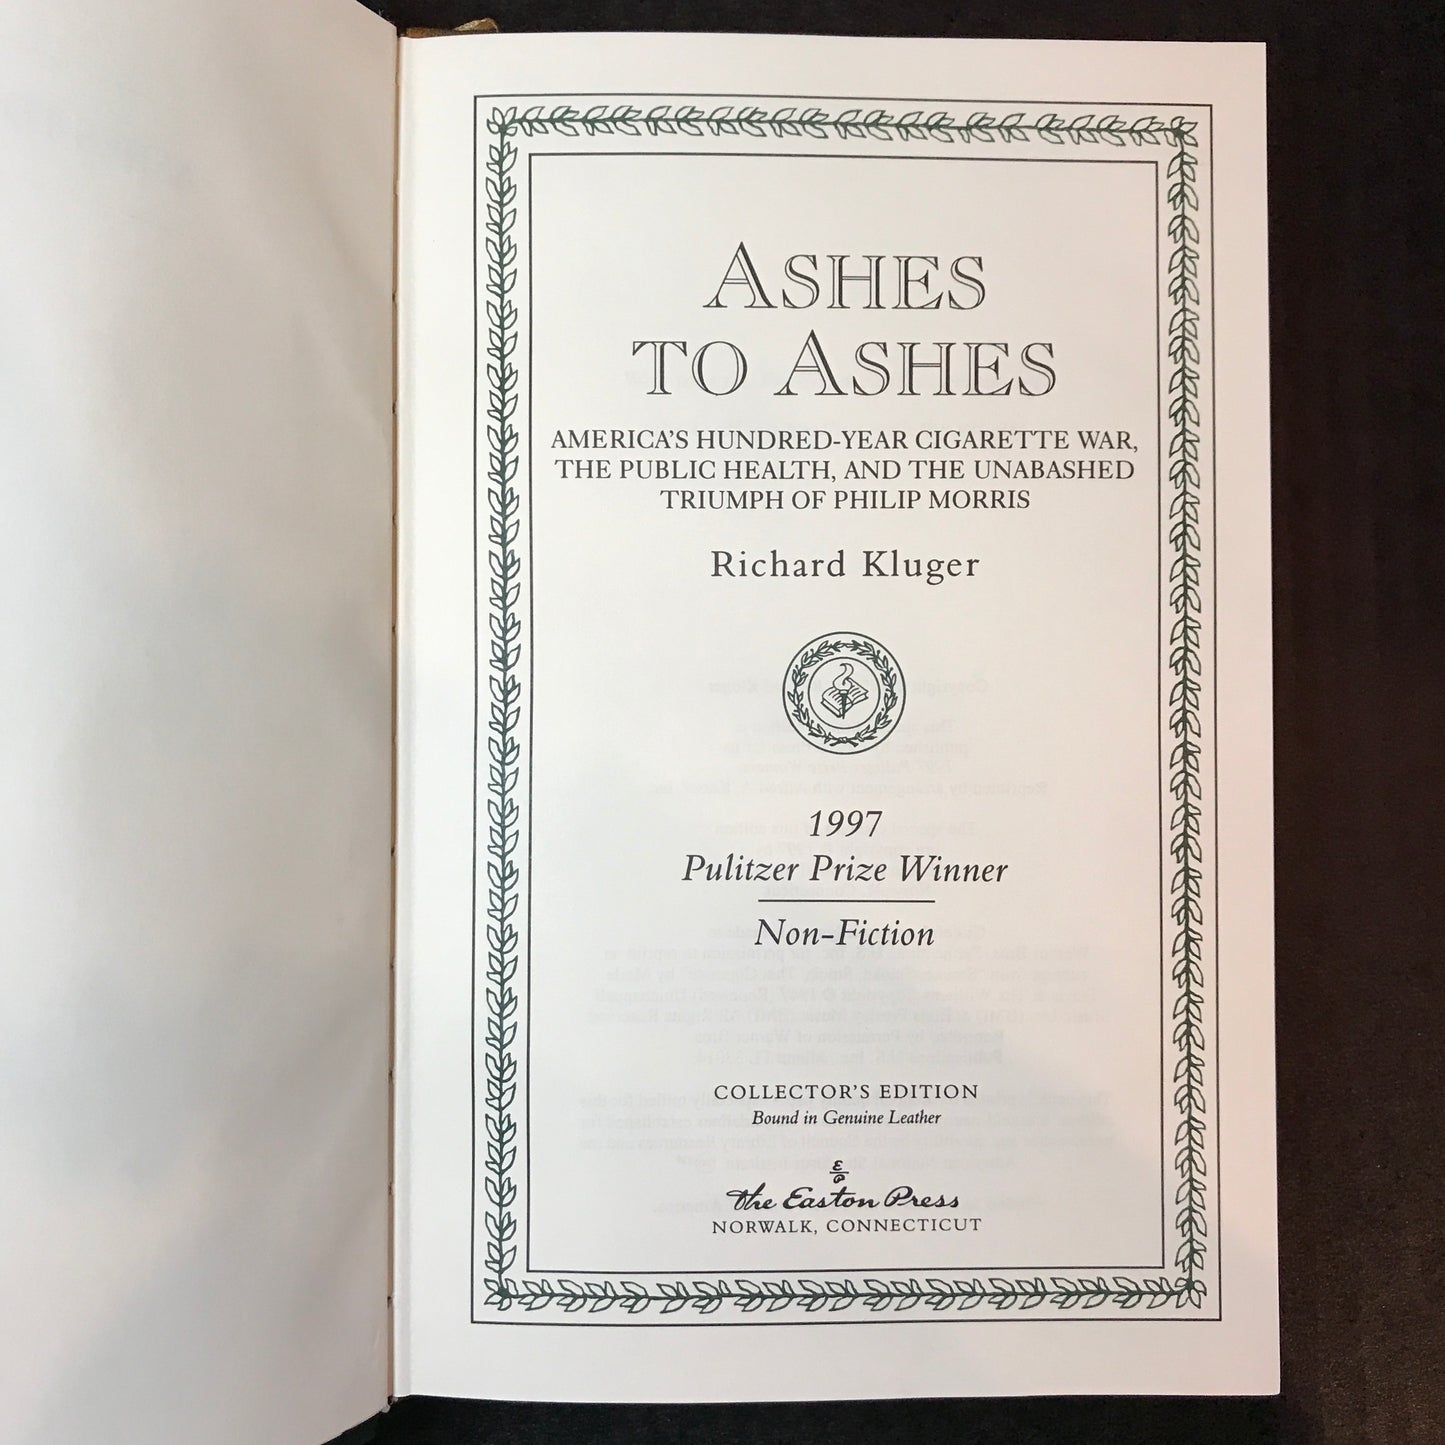 ASHES
TO ASHES
AMERICA'S HUNDRED-YEAR CIGARETTE WAR,
THE PUBLIC HEALTH, AND THE UNABASHED
TRIUMPH OF PHILIP MORRIS
Richard Kluger
1997
Pulitzer Prize Winner
Non-Fiction
COLLECTOR'S EDITION
Bound in Genuine Leather
The Easton Press
NORWALK, CONNECTICUT